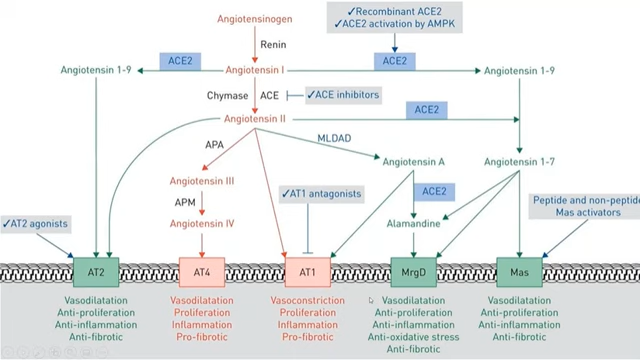 Angiotensinogen
✓Recombinant ACE2
✓ACE2 activation by AMPK
Renin
Angiotensin 1-9
ACE2
Angiotensin I
ACE2
Angiotensin 1-9
Chymase
ACE
✓ACE inhibitors
Angiotensin II
ACE2
APA
MLDAD
Angiotensin A
Angiotensin 1-7
Angiotensin III
✓AT1 antagonists
ACE2
APM
Peptide and non-peptide
Mas activators
✓AT2 agonists
Angiotensin IV
Alamandine
AT2
AT4
AT1
MrgD
Mas
Vasodilatation
Anti-proliferation
Anti-inflammation
Anti-fibrotic
Vasodilatation
Proliferation
Inflammation
Pro-fibrotic
Vasoconstriction
Proliferation
Inflammation
Pro-fibrotic
Vasodilatation
Anti-proliferation
Anti-inflammation
Anti-oxidative stress
Anti-fibrotic
Vasodilatation
Anti-proliferation
Anti-inflammation
Anti-fibrotic